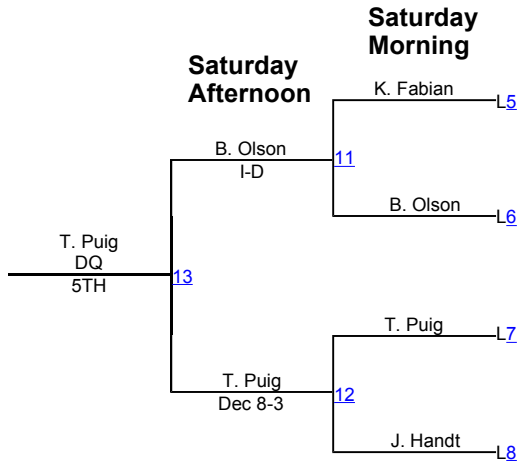 Saturday
Morning
Saturday
Afternoon
K. Fabian
L5
B. Olson
I-D
11
B. Olson
L6
T. Puig
DQ
5TH
13
T. Puig
L7
T. Puig
Dec 8-3
12
J. Handt
L8